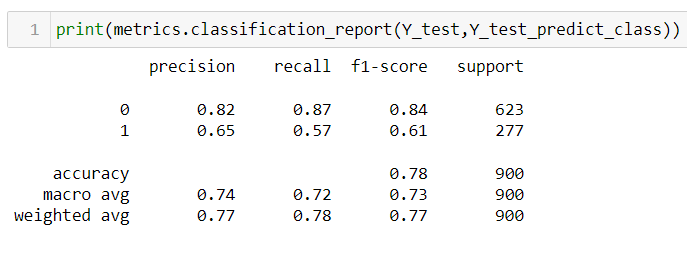 1 print(metrics.classification_report(Y_test,Y_test_predict_class))
precision recall f1-score support
0 0.82 0.87 0.84 623
1 0.65 0.57 0.61 277
accuracy 0.78 900
macro avg 0.74 0.72 0.73 900
weighted avg 0.77 0.78 0.77 900